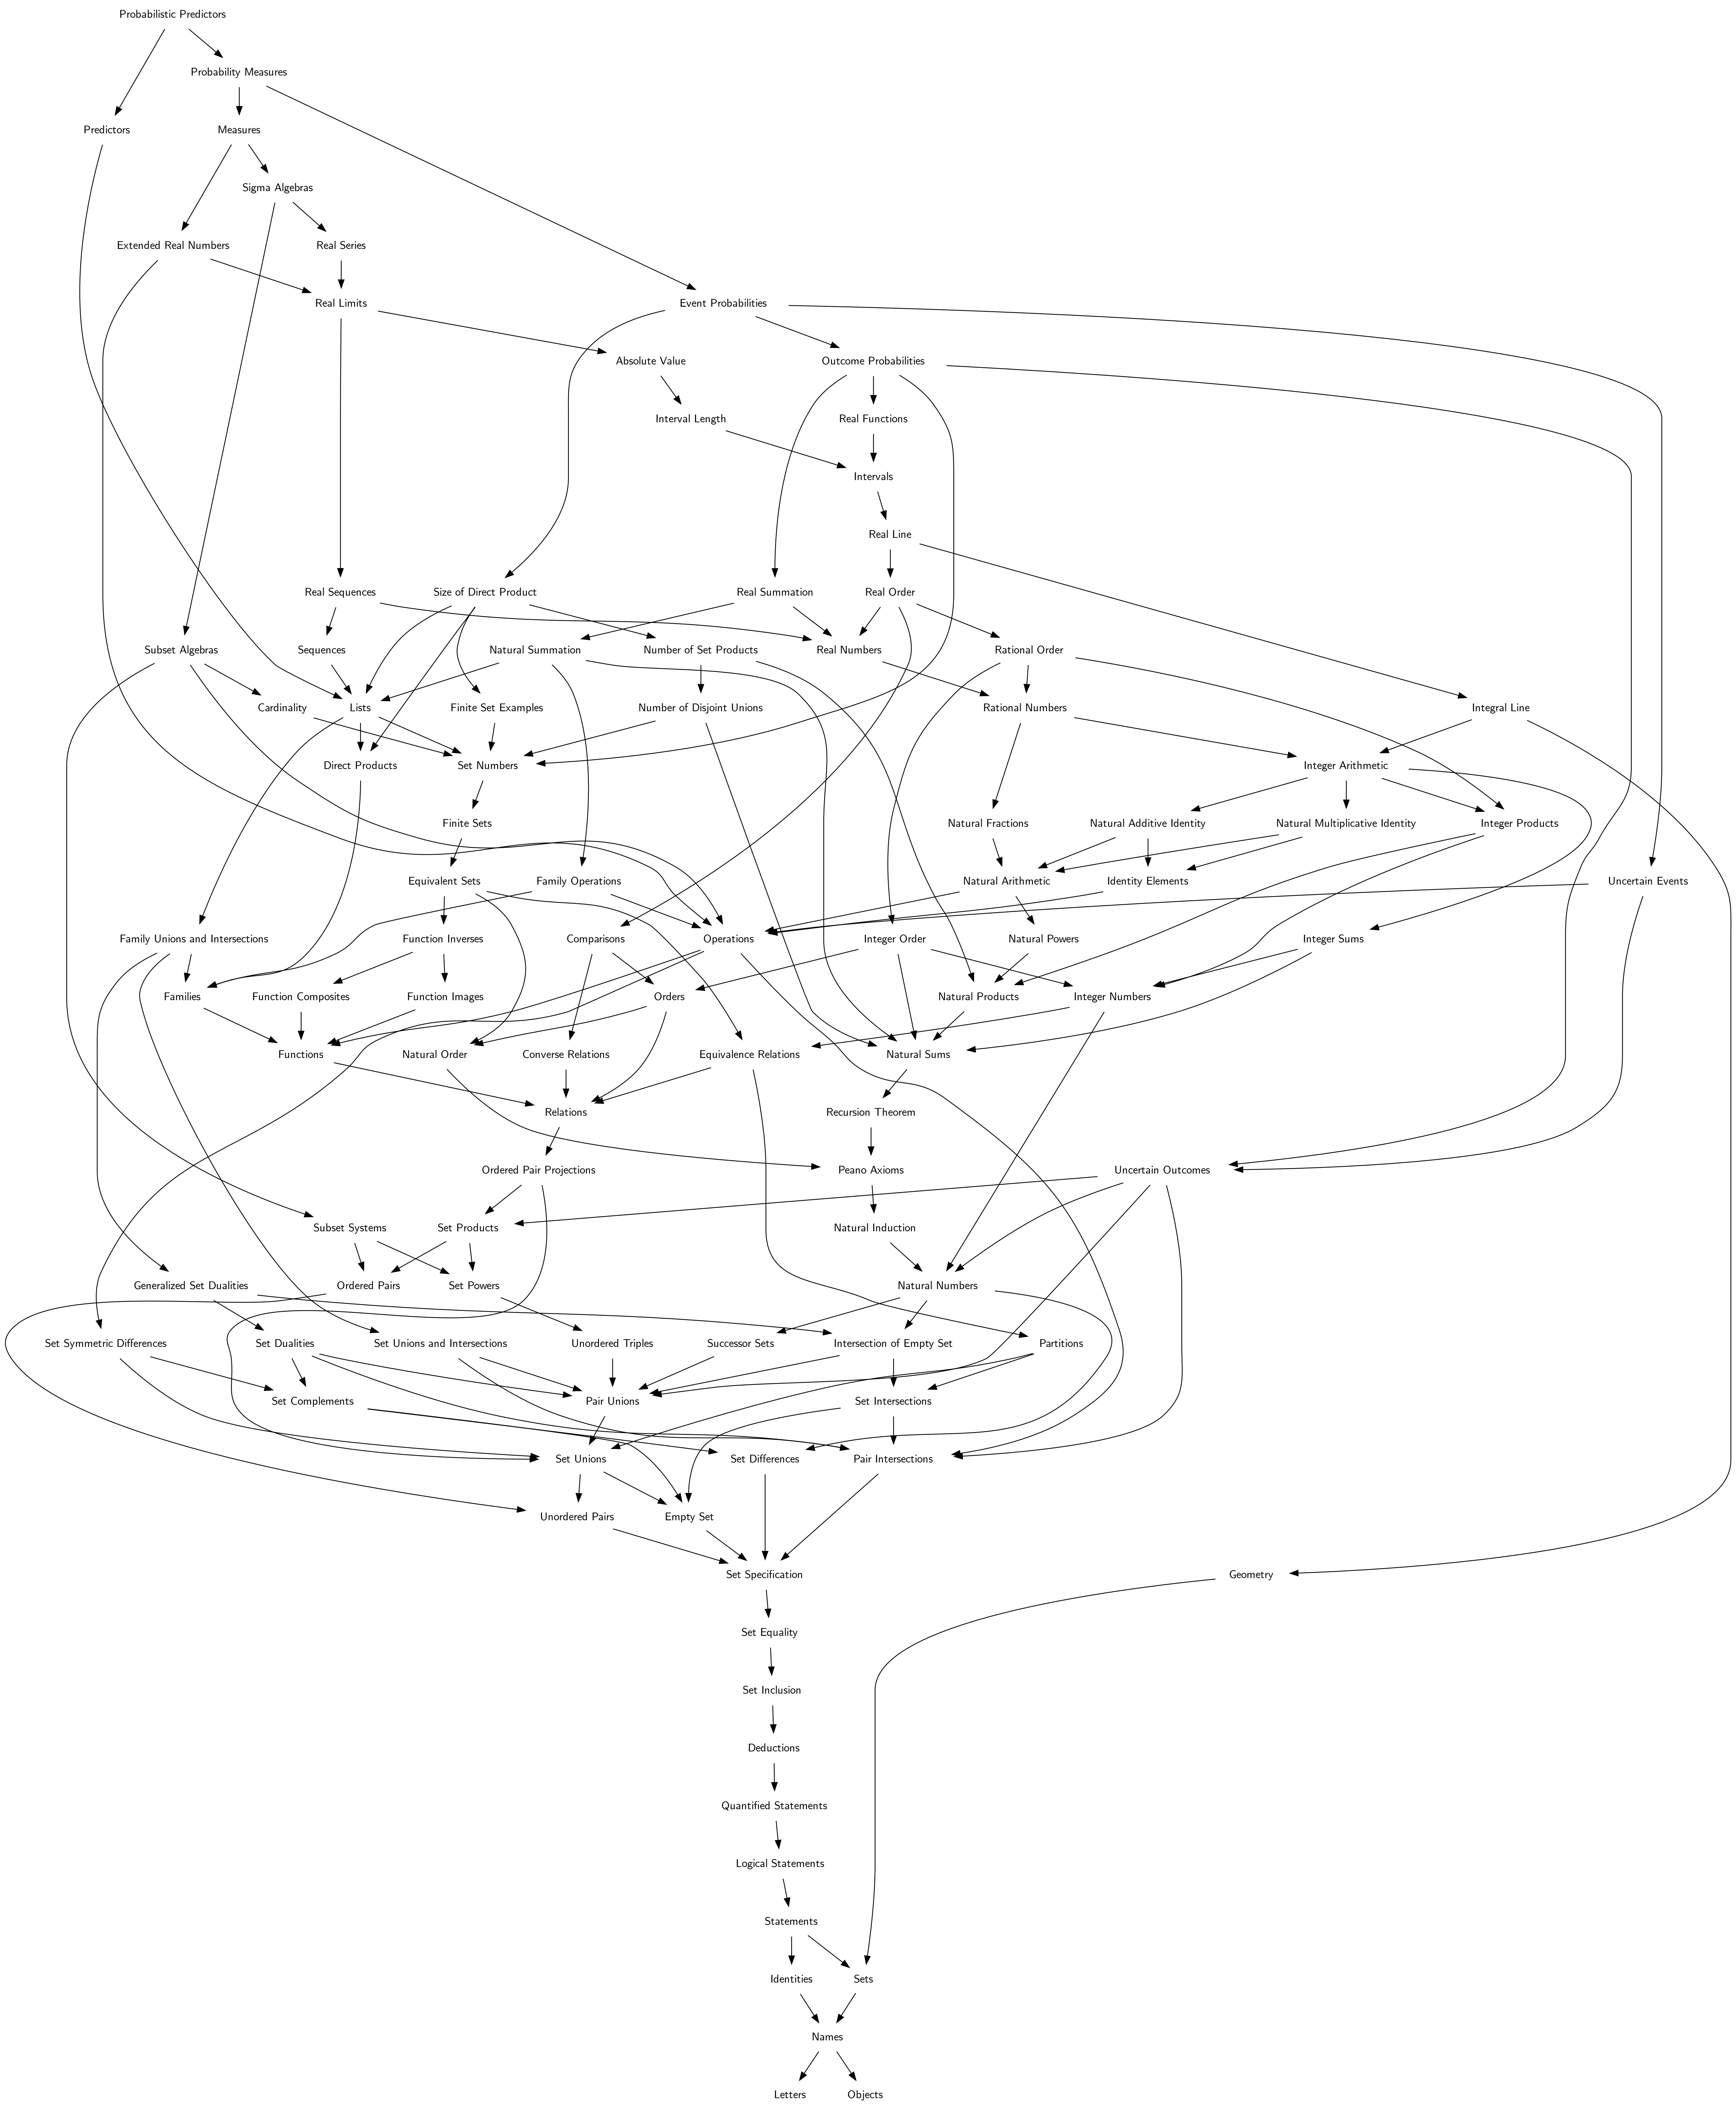 Probabilistic Predictors
Probability Measures
Predictors
Measures
Sigma Algebras
Extended Real Numbers
Real Series
Real Limits
Event Probabilities
Absolute Value
Outcome Probabilities
Interval Length
Real Functions
Intervals
Real Line
Real Sequences
Size of Direct Product
Real Summation
Real Order
Subset Algebras
Sequences
Natural Summation
Number of Set Products
Real Numbers
Rational Order
Cardinality
Lists
Finite Set Examples
Number of Disjoint Unions
Rational Numbers
Integral Line
Direct Products
Set Numbers
Integer Arithmetic
Finite Sets
Natural Fractions
Natural Additive Identity
Natural Multiplicative Identity
Integer Products
Equivalent Sets
Family Operations
Natural Arithmetic
Identity Elements
Uncertain Events
Family Unions and Intersections
Function Inverses
Comparisons
Operations
Integer Order
Natural Powers
Integer Sums
Families
Function Composites
Function Images
Orders
Natural Products
Integer Numbers
Functions
Natural Order
Converse Relations
Equivalence Relations
Natural Sums
Relations
Recursion Theorem
Ordered Pair Projections
Peano Axioms
Uncertain Outcomes
Subset Systems
Set Products
Natural Induction
Generalized Set Dualities
Ordered Pairs
Set Powers
Natural Numbers
Set Symmetric Differences
Set Dualities
Set Unions and Intersections
Unordered Triples
Successor Sets
Intersection of Empty Set
Partitions
Set Complements
Pair Unions
Set Intersections
Set Unions
Set Differences
Pair Intersections
Unordered Pairs
Empty Set
Set Specification
Geometry
Set Equality
Set Inclusion
Deductions
Quantified Statements
Logical Statements
Statements
Identities
Sets
Names
Letters
Objects